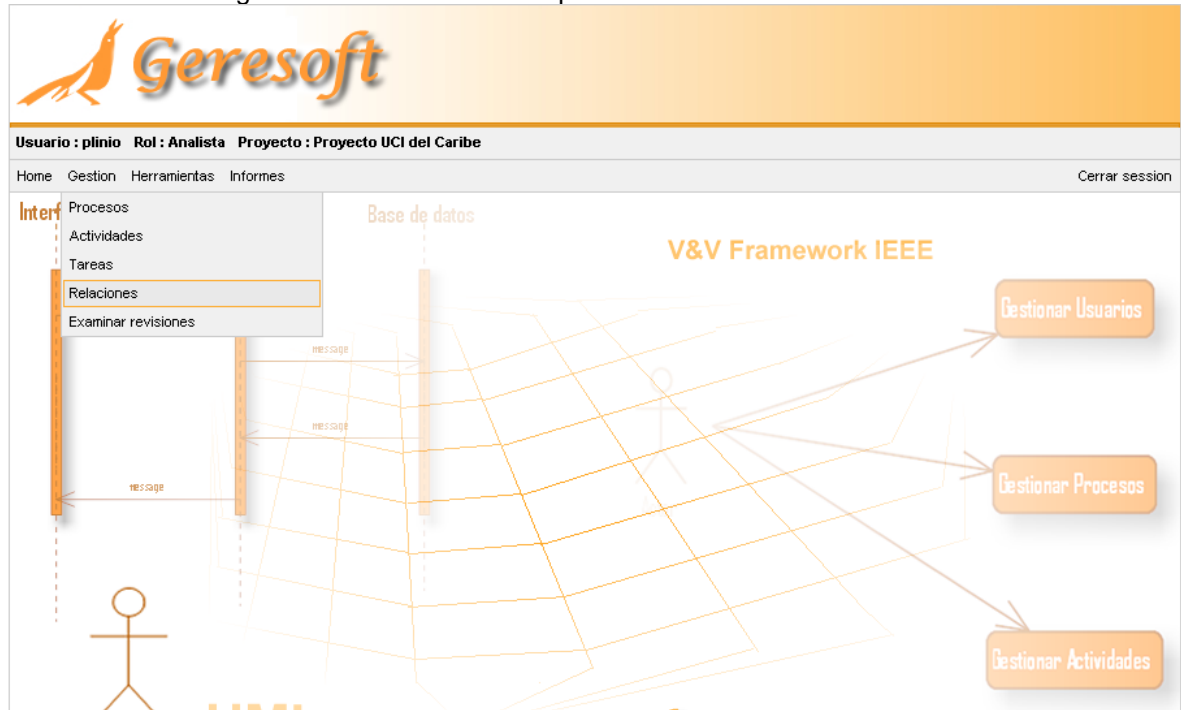 Geresoft
Usuario : plinio Rol : Analista Proyecto : Proyecto UCI del Caribe
Home Gestion Herramientas Informes Cerrar session
Procesos
Actividades
Tareas
Relaciones
Examinar revisiones
Base de datos
V&V Framework IEEE
Gestionar Usuarios
message
message
message
Gestionar Procesos
Gestionar Actividades